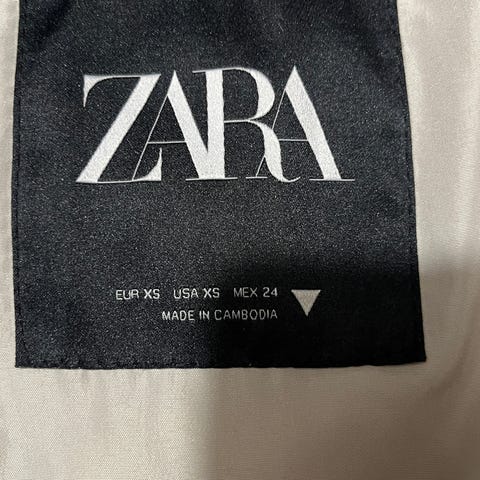 ZARA
EUR XS USA XS MEX 24
MADE IN CAMBODIA